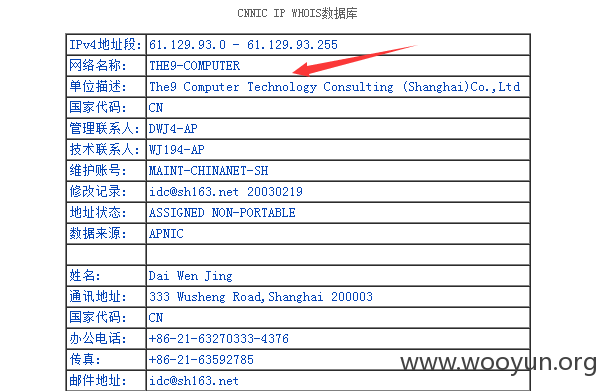 CNNIC IP WHOIS数据库
IPv4地址段: 61.129.93.0 - 61.129.93.255
网络名称: THE9-COMPUTER
单位描述: The9 Computer Technology Consulting (Shanghai)Co.,Ltd
国家代码: CN
管理联系人: DWJ4-AP
技术联系人: WJ194-AP
维护账号: MAINT-CHINANET-SH
修改记录: idc@sh163.net 20030219
地址状态: ASSIGNED NON-PORTABLE
数据来源: APNIC
姓名: Dai Wen Jing
通讯地址: 333 Wusheng Road,Shanghai 200003
国家代码: CN
办公电话: +86-21-63270333-4376
传真: +86-21-63592785
邮件地址: idc@sh163.net
www.wooyun.org